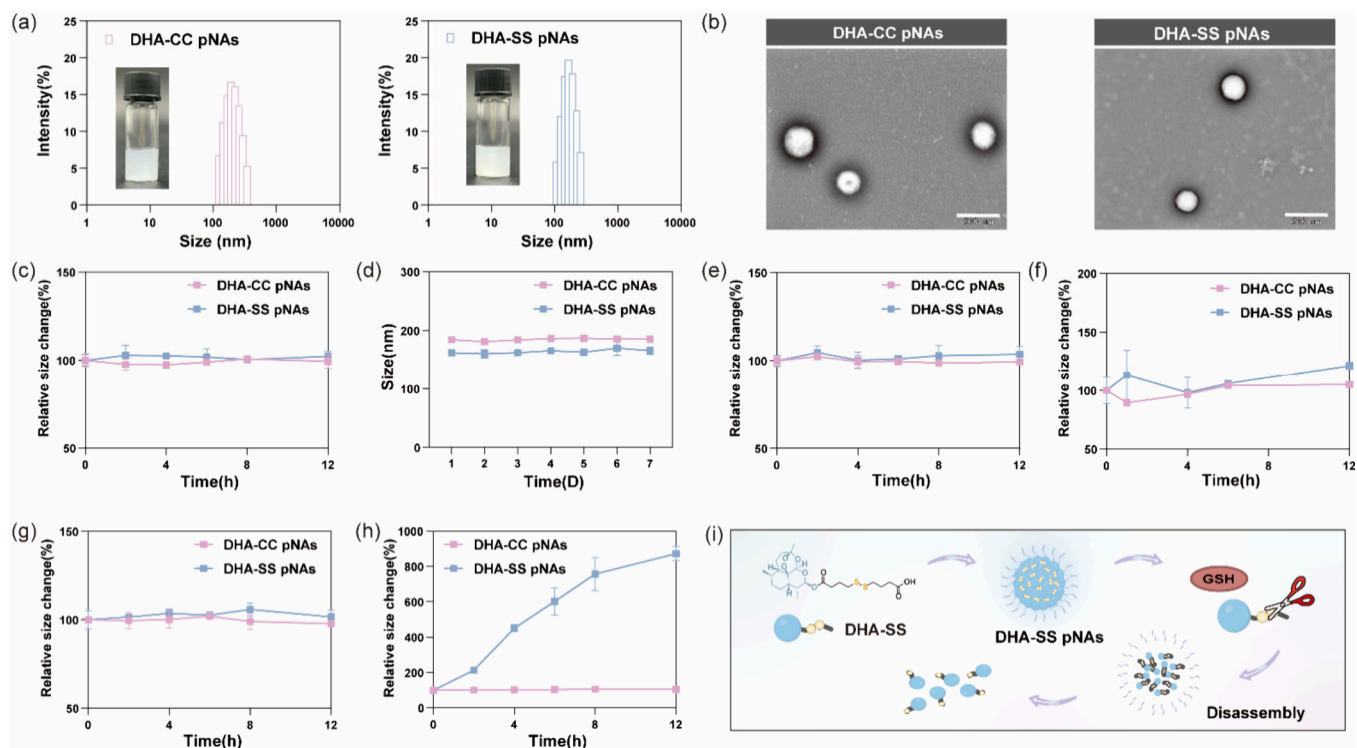 (a)
25
20
15
10
5
0
Intensity(%)
DHA-CC pNAs
1
10
100
1000
10000
Size (nm)
25
20
15
10
5
0
Intensity(%)
DHA-SS pNAs
1
10
100
1000
10000
Size (nm)
(b)
DHA-CC pNAs
DHA-SS pNAs
(c)
150
100
50
Relative size change(%)
DHA-CC pNAs
DHA-SS pNAs
0
4
8
12
Time(h)
(d)
300
200
150
0
Size(nm)
DHA-CC pNAs
DHA-SS pNAs
1
2
3
4
5
6
7
Time(D)
(e)
150
100
50
Relative size change(%)
DHA-CC pNAs
DHA-SS pNAs
0
4
8
12
Time(h)
(f)
200
150
100
50
Relative size change(%)
DHA-CC pNAs
DHA-SS pNAs
0
4
8
12
Time(h)
(g)
150
100
50
Relative size change(%)
DHA-CC pNAs
DHA-SS pNAs
0
4
8
12
Time(h)
(h)
1000
800
600
400
200
0
Relative size change(%)
DHA-CC pNAs
DHA-SS pNAs
0
4
8
12
Time(h)
(i)
DHA-SS
DHA-SS pNAs
GSH
Disassembly